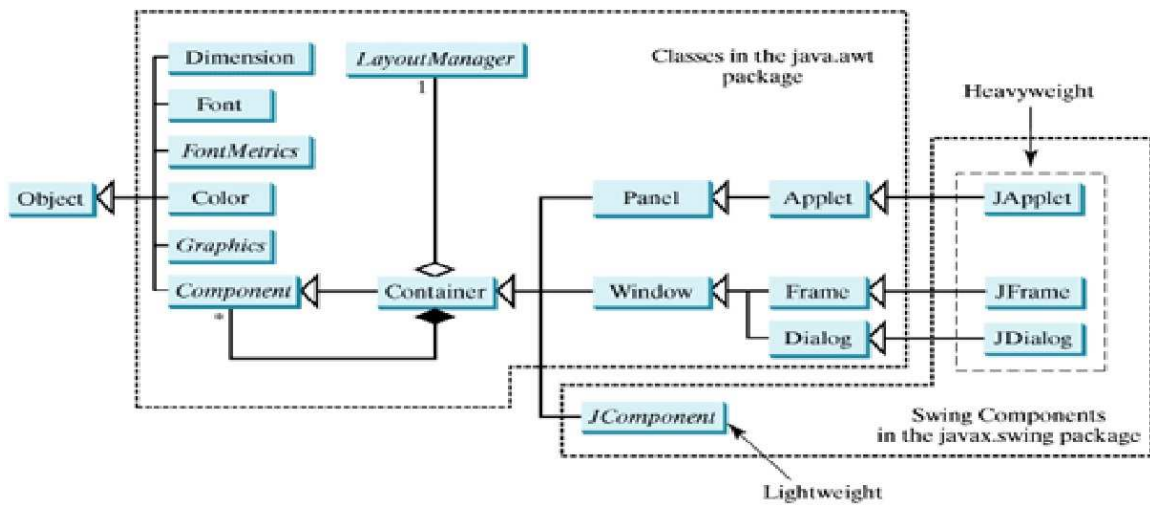 Dimension
LayoutManager
1
Classes in the java.awt
package
Font
Heavyweight
FontMetrics
Object
Color
Panel
Applet
JApplet
Graphics
Component
*
Container
Window
Frame
JFrame
Dialog
JDialog
JComponent
Swing Components
in the javax.swing package
Lightweight